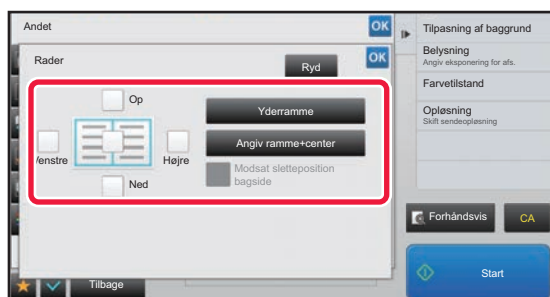 Andet
OK
Rader
Ryd
OK
Op
Venstre
Højre
Ned
Yderramme
Angiv ramme+center
Modsat sletteposition
bagside
Tilbage
Tilpasning af baggrund
Belysning
Angiv eksponering for afs.
Farvetilstand
Opløsning
Skift sendeopløsning
Forhåndsvis
CA
Start